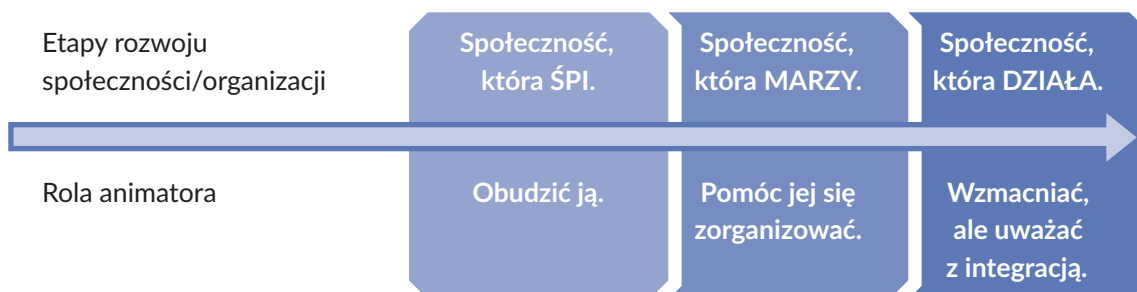 Etapy rozwoju
społeczności/organizacji
Społeczność,
która ŚPI.
Społeczność,
która MARZY.
Społeczność,
która DZIAŁA.
Rola animatora
Obudzić ją.
Pomóc jej się
zorganizować.
Wzmacniać,
ale uważać
z integracją.